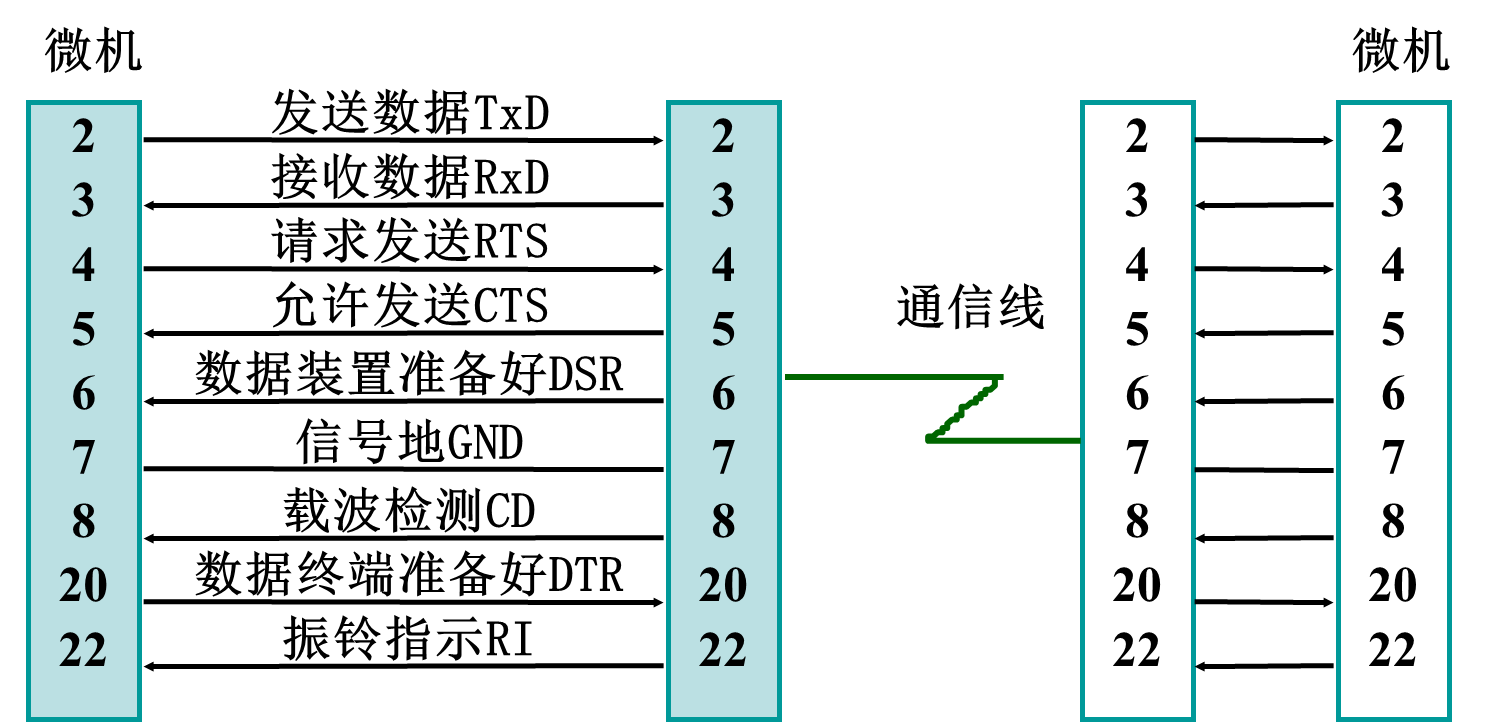 微机 微机
发送数据TxD
2 2 2 2
接收数据RxD
3 3 3 3
请求发送RTS
4 4 4 4
允许发送CTS
通信线
5 5 5 5
数据装置准备好DSR
6 6 6 6
信号地GND
7 7 7 7
载波检测CD
8 8 8 8
数据终端准备好DTR
20 20 20 20
振铃指示RI
22 22 22 22